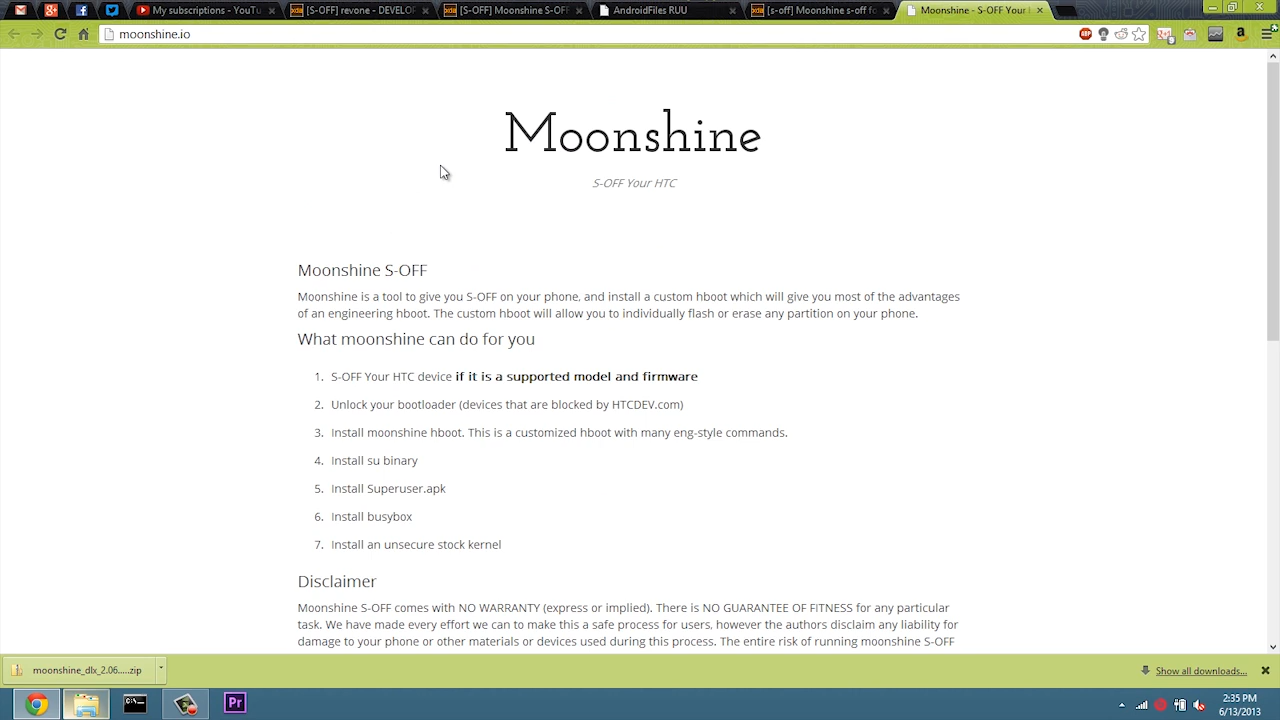 My subscriptions - YouTu
[S-OFF] revone - DEVELOP
[S-OFF] Moonshine S-OFF
AndroidFiles RUU
[s-off] Moonshine s-off fo
Moonshine - S-OFF Your
moonshine.io
ABP
Moonshine
S-OFF Your HTC
Moonshine S-OFF
Moonshine is a tool to give you S-OFF on your phone, and install a custom hboot which will give you most of the advantages
of an engineering hboot. The custom hboot will allow you to individually flash or erase any partition on your phone.
What moonshine can do for you
1. S-OFF Your HTC device if it is a supported model and firmware
2. Unlock your bootloader (devices that are blocked by HTCDEV.com)
3. Install moonshine hboot. This is a customized hboot with many eng-style commands.
4. Install su binary
5. Install Superuser.apk
6. Install busybox
7. Install an unsecure stock kernel
Disclaimer
Moonshine S-OFF comes with NO WARRANTY (express or implied). There is NO GUARANTEE OF FITNESS for any particular
task. We have made every effort we can to make this a safe process for users, however the authors disclaim any liability for
damage to your phone or other materials or devices used during this process. The entire risk of running moonshine S-OFF
moonshine_dlx_2.06.....zip
Show all downloads...
Pr
2:35 PM
6/13/2013